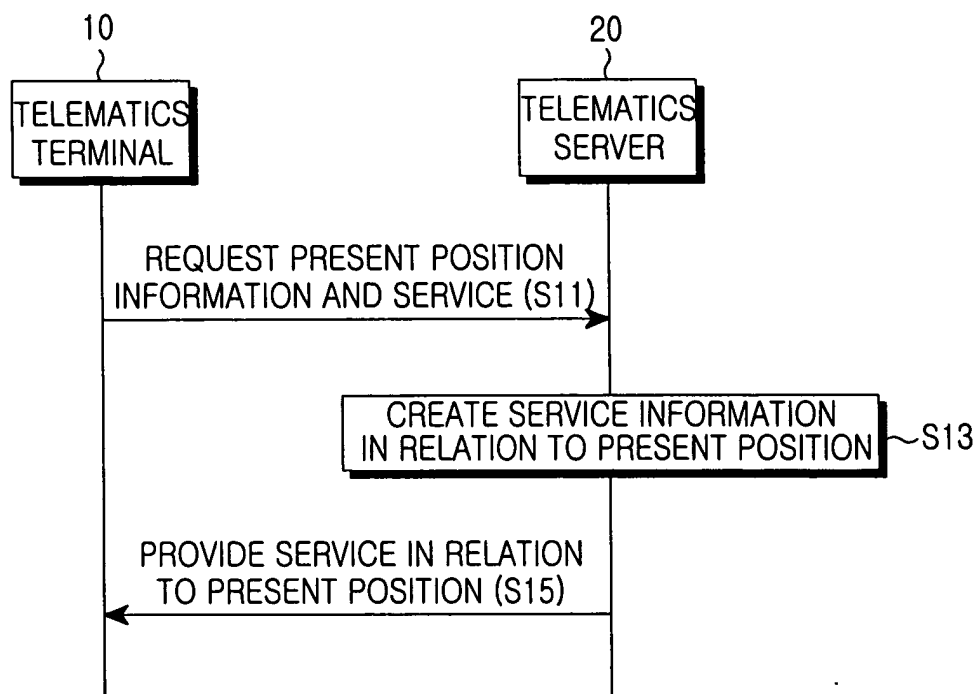 10
20
TELEMATICS
TERMINAL
TELEMATICS
SERVER
REQUEST PRESENT POSITION
INFORMATION AND SERVICE (S11)
CREATE SERVICE INFORMATION
IN RELATION TO PRESENT POSITION
S13
PROVIDE SERVICE IN RELATION
TO PRESENT POSITION (S15)